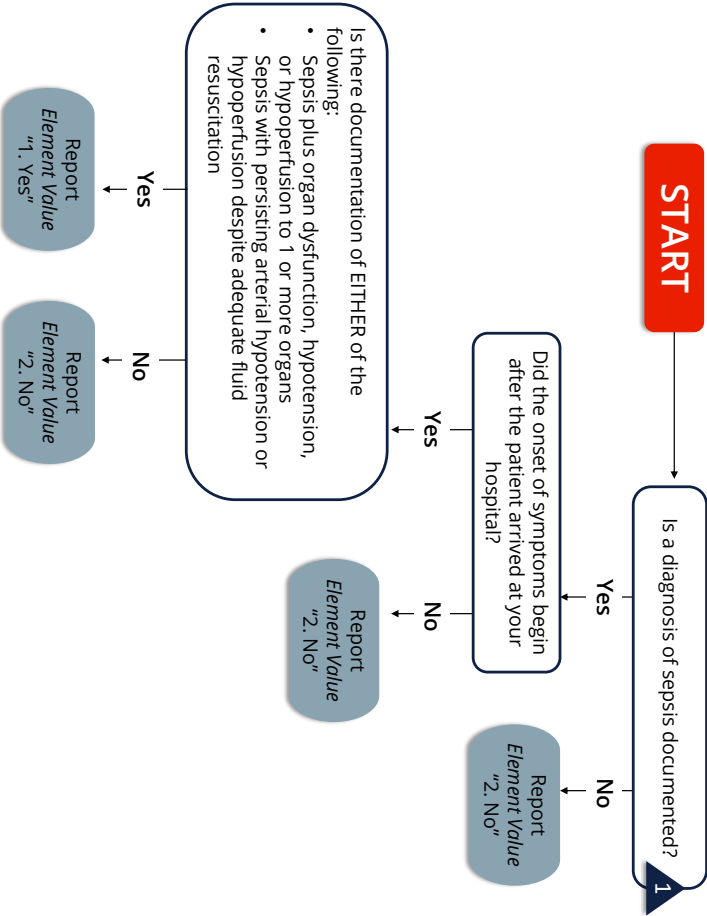 START
Is a diagnosis of sepsis documented?
1
Yes
No
Did the onset of symptoms begin
after the patient arrived at your
hospital?
Report
Element Value
"2. No"
Yes
No
Is there documentation of EITHER of the
following:
• Sepsis plus organ dysfunction, hypotension,
or hypoperfusion to 1 or more organs
• Sepsis with persisting arterial hypotension or
hypoperfusion despite adequate fluid
resuscitation
Report
Element Value
"2. No"
Yes
No
Report
Element Value
"1. Yes"
Report
Element Value
"2. No"